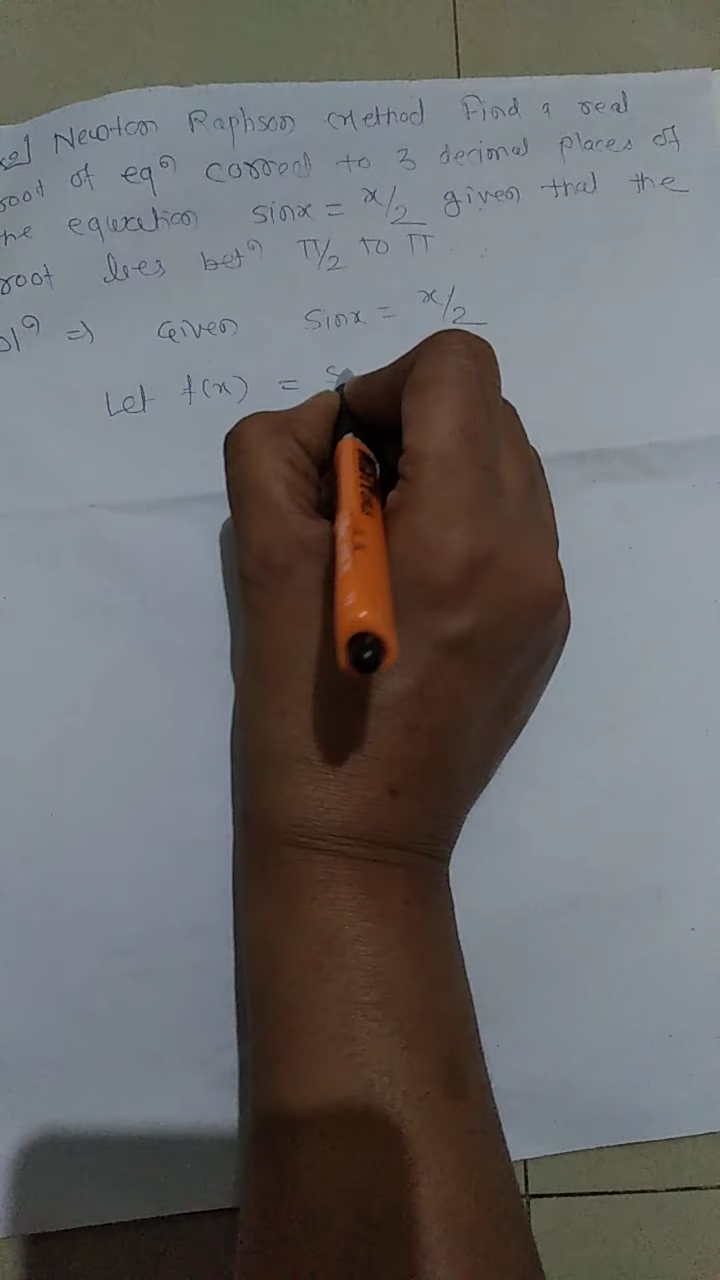 Newton Raphson Method Find a real
root of eqn correct to 3 decimal places of
the equation sinx = x/2 given that the
root lies betn π/2 to π
soln ⇒ Given sinx = x/2
Let f(x) = s